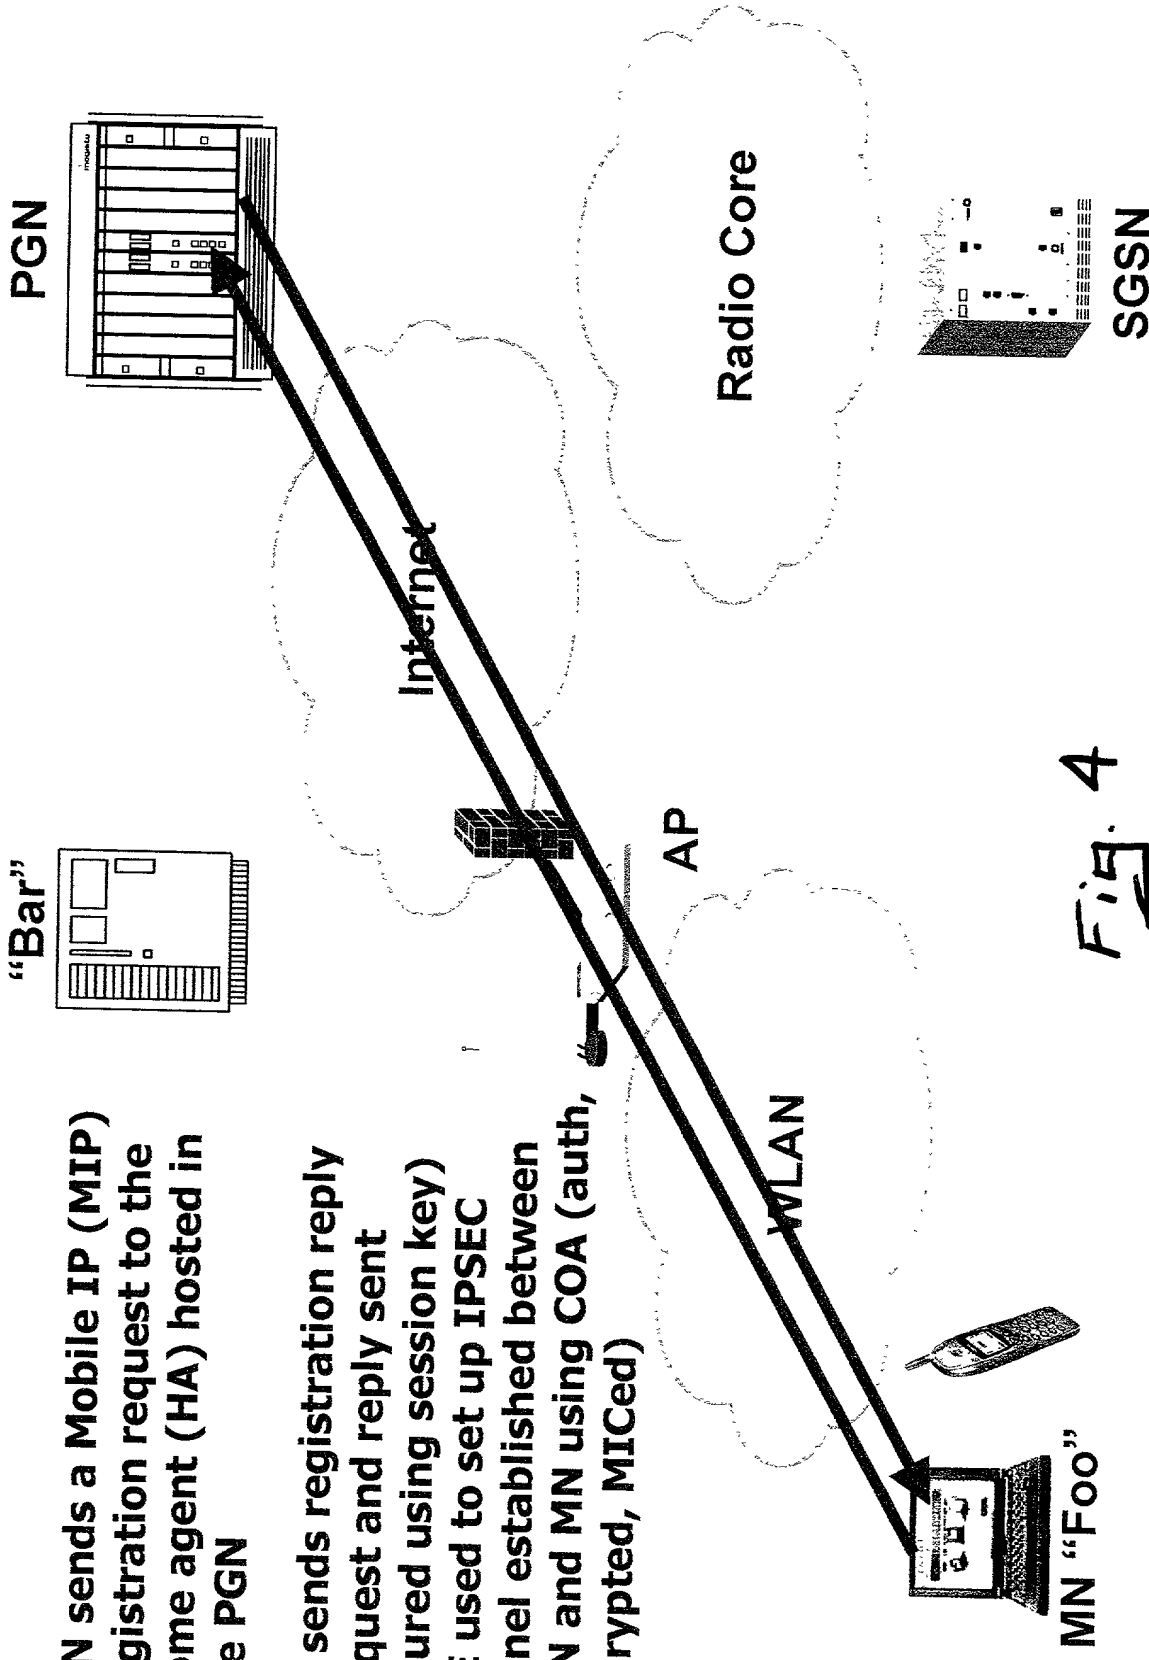 N sends a Mobile IP (MIP)
gistration request to the
ome agent (HA) hosted in
e PGN
sends registration reply
quest and reply sent
ured using session key)
used to set up IPSEC
nel established between
N and MN using COA (auth,
rypted, MICed)
"Bar"
PGN
Internet
AP
WLAN
Radio Core
SGSN
MN "Foo"
Fig. 4